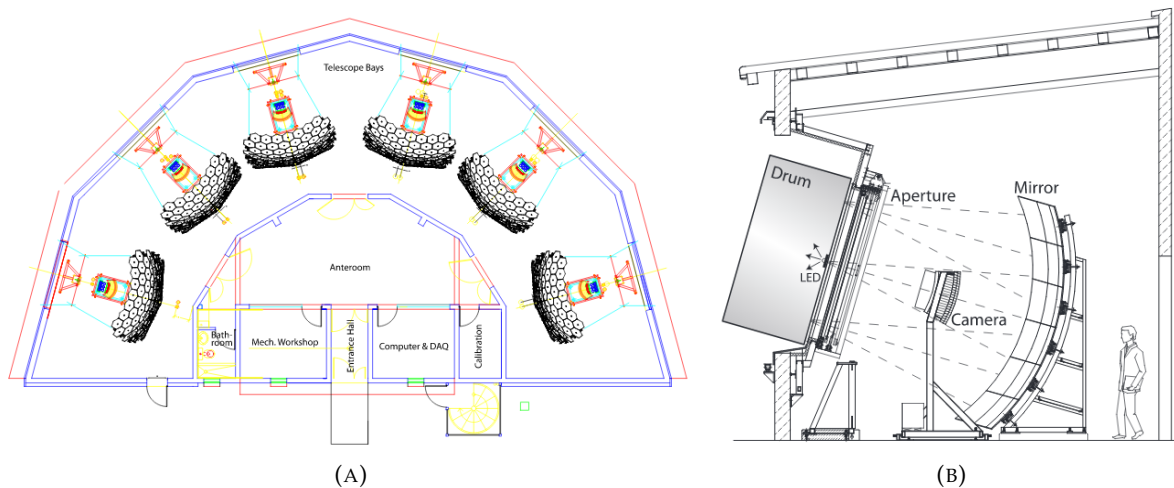 Telescope Bays
Anteroom
Bath-
room
Mech. Workshop
Entrance Hall
Computer & DAQ
Calibration
(A)
Drum
Aperture
Mirror
LED
Camera
(B)